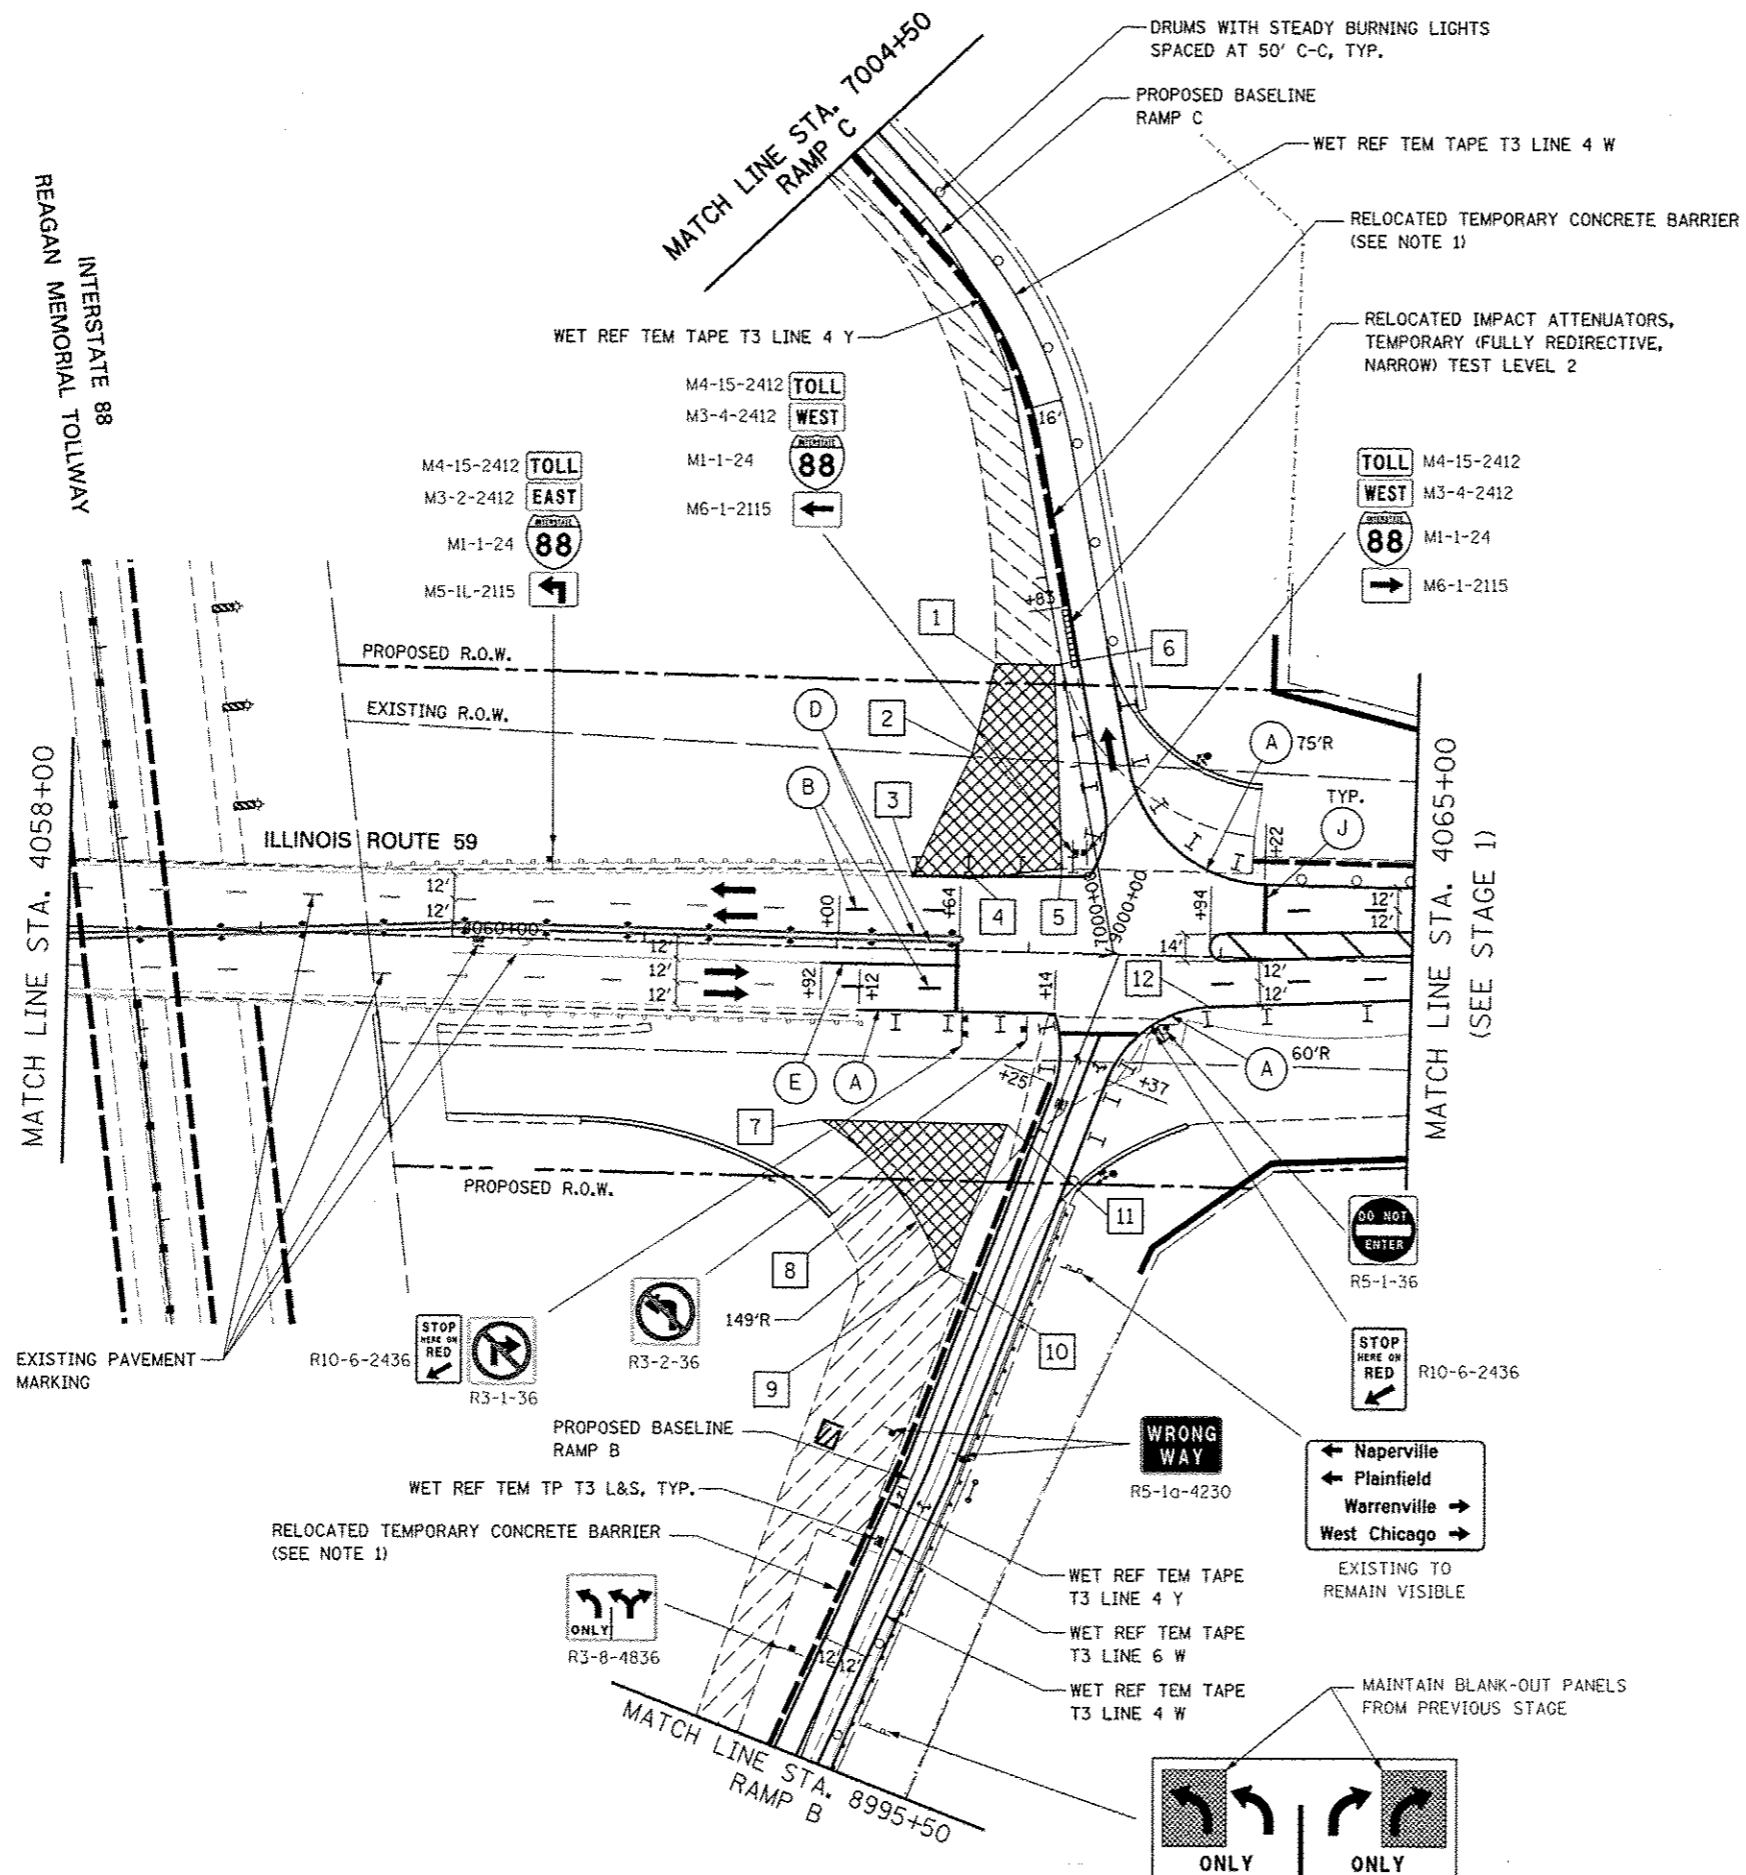 DRUMS WITH STEADY BURNING LIGHTS
SPACED AT 50' C-C, TYP.
PROPOSED BASELINE
RAMP C
WET REF TEM TAPE T3 LINE 4 W
MATCH LINE STA. 7004+50
RAMP C
RELOCATED TEMPORARY CONCRETE BARRIER
(SEE NOTE 1)
INTERSTATE 88
REAGAN MEMORIAL TOLLWAY
WET REF TEM TAPE T3 LINE 4 Y
RELOCATED IMPACT ATTENUATORS,
TEMPORARY (FULLY REDIRECTIVE,
NARROW) TEST LEVEL 2
M4-15-2412 TOLL
M3-4-2412 WEST
M1-1-24 INTERSTATE 88
M6-1-2115
16'
M4-15-2412 TOLL
M3-2-2412 EAST
M1-1-24 INTERSTATE 88
M5-1L-2115
TOLL M4-15-2412
WEST M3-4-2412
INTERSTATE 88 M1-1-24
M6-1-2115
+83
1
6
PROPOSED R.O.W.
EXISTING R.O.W.
D
2
A 75'R
B
3
TYP.
J
MATCH LINE STA. 4058+00
ILLINOIS ROUTE 59
+22
12'
12'
+00
+64
4
5
7000+00
9000+00
+94
12'
12'
14'
MATCH LINE STA. 4065+00
(SEE STAGE 1)
4060+00
12'
12'
12'
+92
+12
+14
12
12'
12'
E
A
+25
+37
60'R
A
7
PROPOSED R.O.W.
11
8
149'R
DO NOT
ENTER
R5-1-36
EXISTING PAVEMENT
MARKING
R10-6-2436
STOP
HERE ON
RED
R3-1-36
R3-2-36
9
10
STOP
HERE ON
RED
R10-6-2436
PROPOSED BASELINE
RAMP B
WRONG
WAY
R5-1a-4230
Naperville
Plainfield
Warrenville
West Chicago
EXISTING TO
REMAIN VISIBLE
WET REF TEM TP T3 L&S, TYP.
RELOCATED TEMPORARY CONCRETE BARRIER
(SEE NOTE 1)
WET REF TEM TAPE
T3 LINE 4 Y
WET REF TEM TAPE
T3 LINE 6 W
WET REF TEM TAPE
T3 LINE 4 W
ONLY
R3-8-4836
12'
12'
MATCH LINE STA. 8995+50
RAMP B
MAINTAIN BLANK-OUT PANELS
FROM PREVIOUS STAGE
ONLY
ONLY